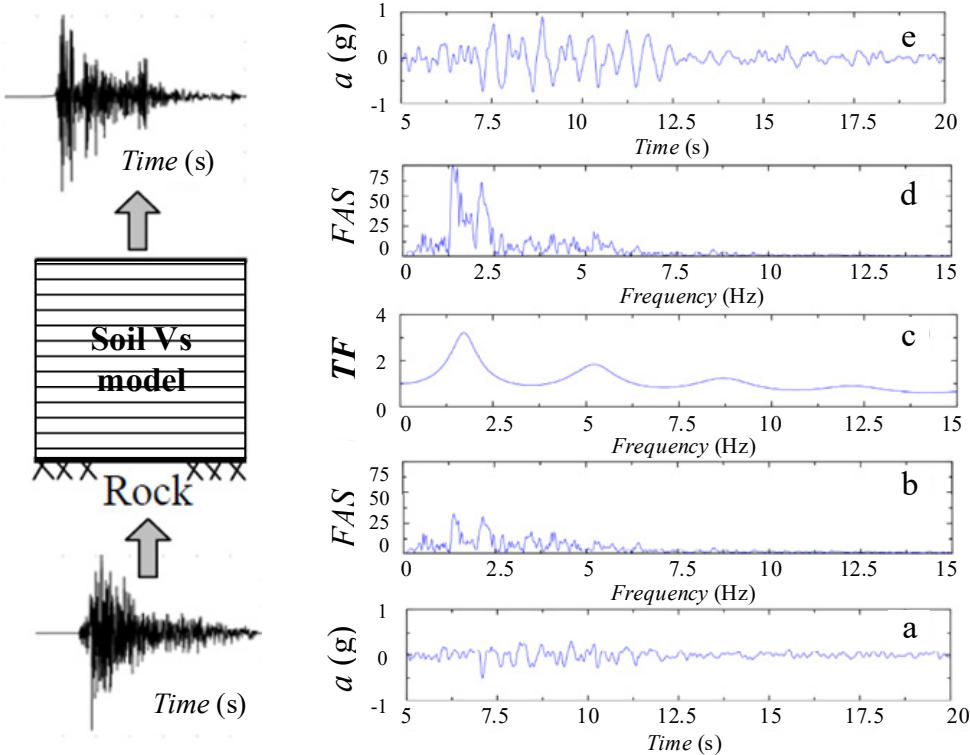 Time (s)
Soil Vs
model
Rock
Time (s)
a (g)
1
0
-1
e
5 7.5 10 12.5 15 17.5 20
Time (s)
FAS
75
50
25
0
d
0 2.5 5 7.5 10 12.5 15
Frequency (Hz)
TF
4
2
0
c
0 2.5 5 7.5 10 12.5 15
Frequency (Hz)
FAS
75
50
25
0
b
0 2.5 5 7.5 10 12.5 15
Frequency (Hz)
a (g)
1
0
-1
a
5 7.5 10 12.5 15 17.5 20
Time (s)